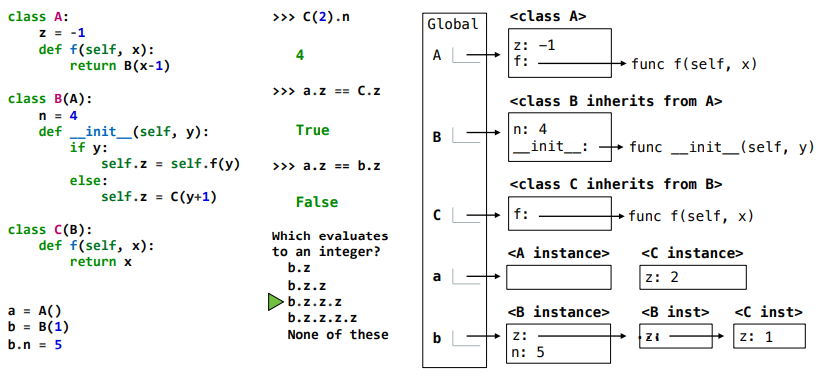 class A:
    z = -1
    def f(self, x):
        return B(x-1)
class B(A):
    n = 4
    def __init__(self, y):
        if y:
            self.z = self.f(y)
        else:
            self.z = C(y+1)
class C(B):
    def f(self, x):
        return x
a = A()
b = B(1)
b.n = 5
>>> C(2).n
4
>>> a.z == C.z
True
>>> a.z == b.z
False
Which evaluates
to an integer?
b.z
b.z.z
b.z.z.z
b.z.z.z.z
None of these
Global
A
B
C
a
b
<class A>
z: −1
f:
func f(self, x)
<class B inherits from A>
n: 4
__init__:
func __init__(self, y)
<class C inherits from B>
f:
func f(self, x)
<A instance>
<C instance>
z: 2
<B instance>
<B inst>
<C inst>
z:
n: 5
z:
z: 1